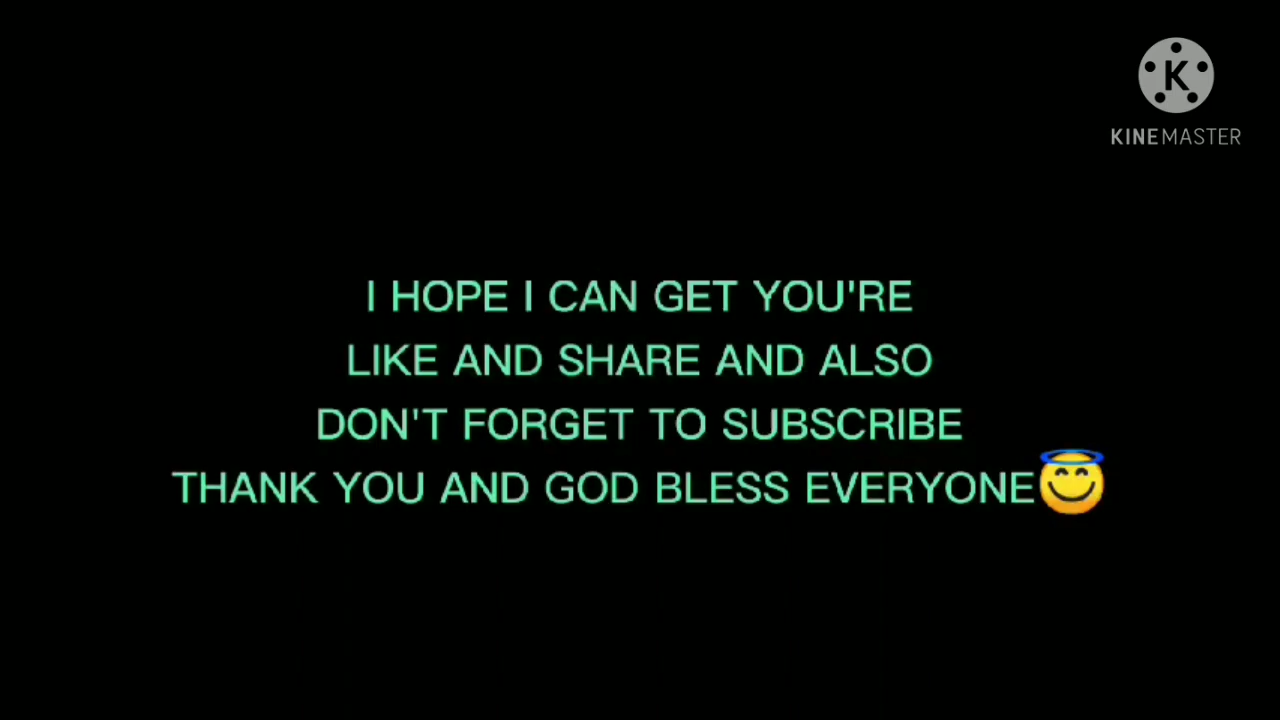 K
KINEMASTER
I HOPE I CAN GET YOU'RE
LIKE AND SHARE AND ALSO
DON'T FORGET TO SUBSCRIBE
THANK YOU AND GOD BLESS EVERYONE😇